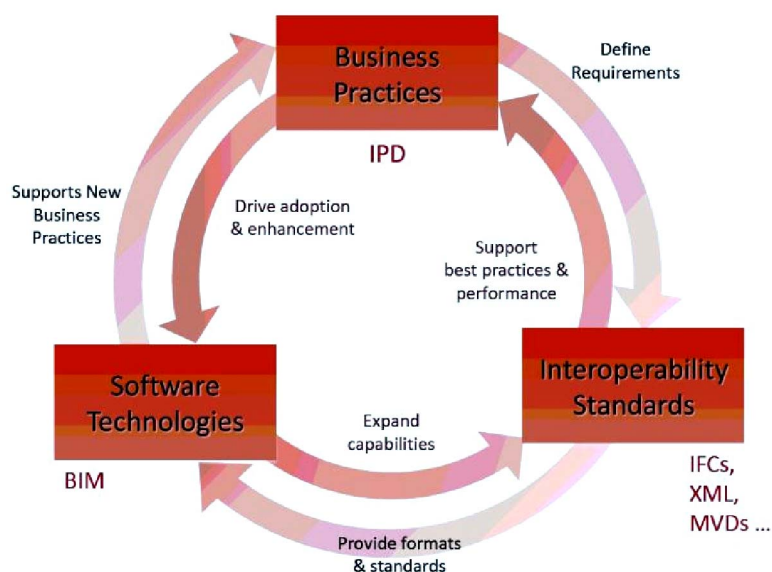 Business
Practices
IPD
Define
Requirements
Supports New
Business
Practices
Drive adoption
& enhancement
Support
best practices &
performance
Software
Technologies
BIM
Interoperability
Standards
IFCs,
XML,
MVDs ...
Expand
capabilities
Provide formats
& standards